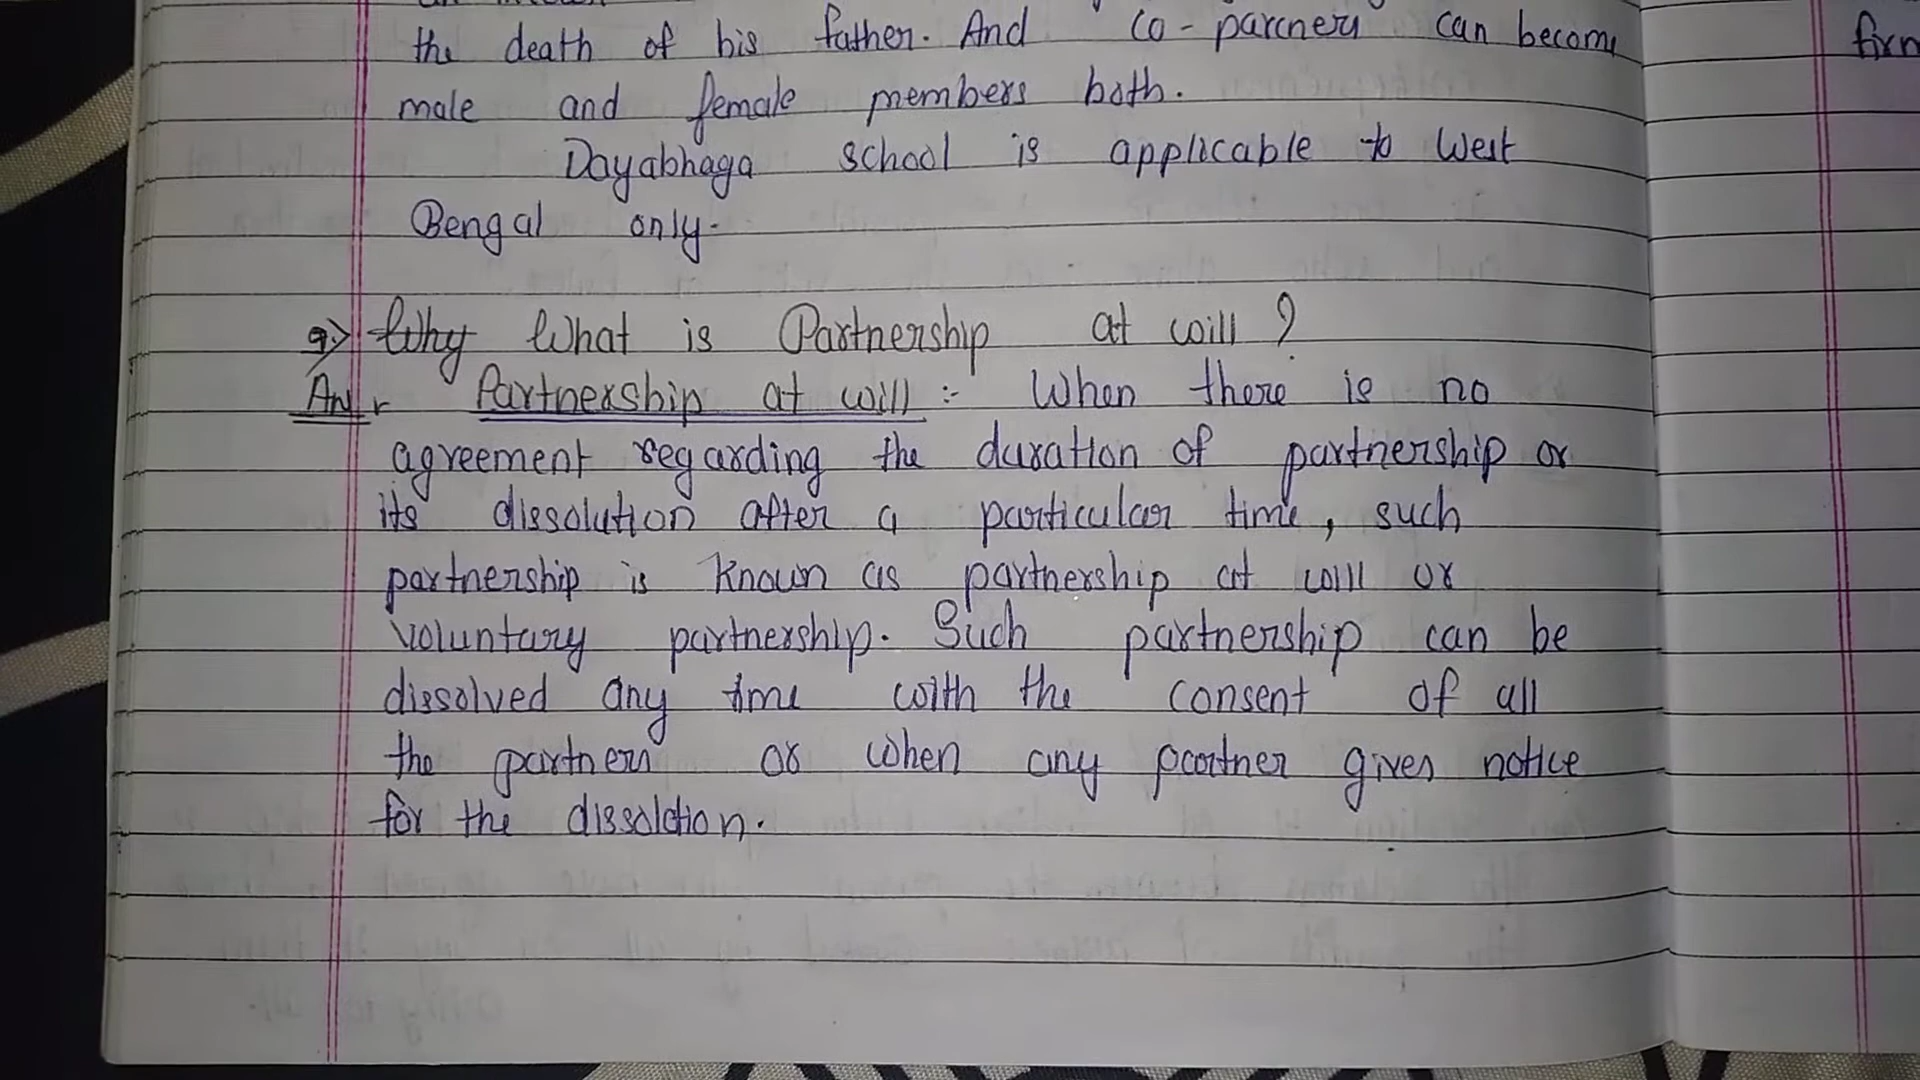 the death of his father. And co-parceners can become
male and female members both.
Dayabhaga school is applicable to West
Bengal only.
9.> Why What is Partnership at will ?
Ans Partnership at will :- When there is no
agreement regarding the duration of partnership or
its dissolution after a particular time, such
partnership is known as partnership at will or
voluntary partnership. Such partnership can be
dissolved any time with the consent of all
the partners or when any partner gives notice
for the dissolction.
firm